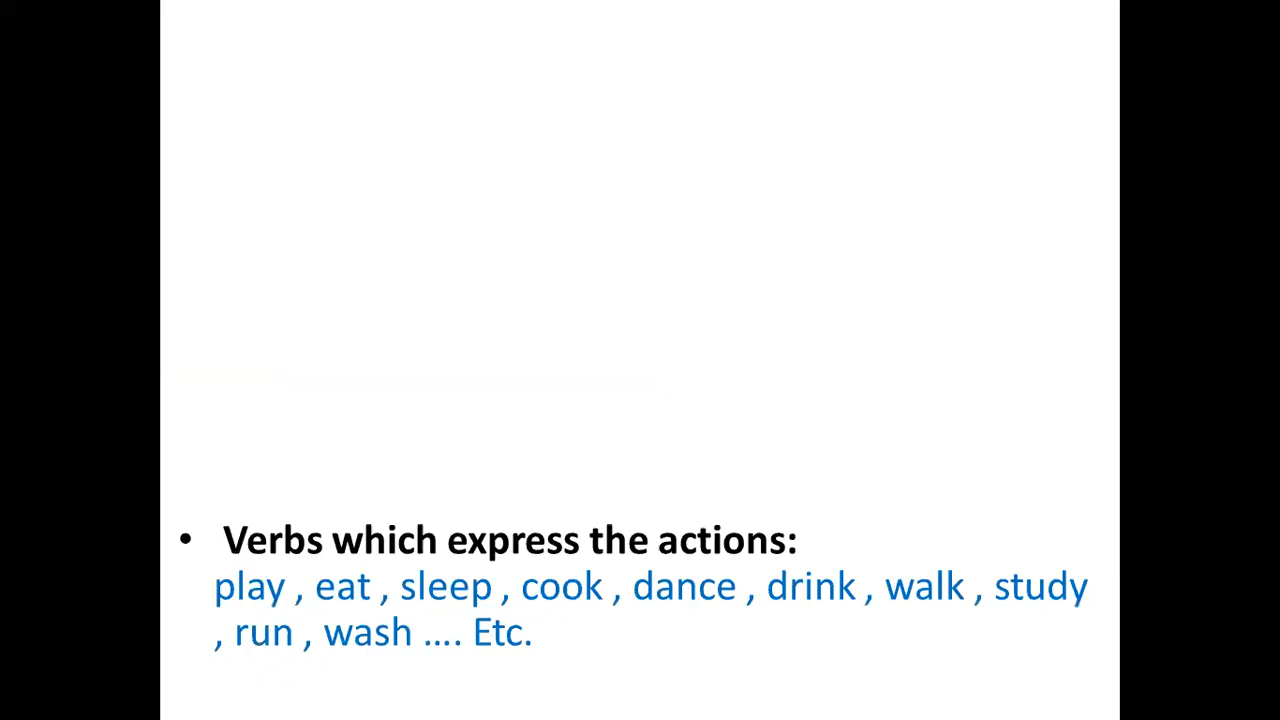 • Verbs which express the actions:
play , eat , sleep , cook , dance , drink , walk , study
, run , wash …. Etc.